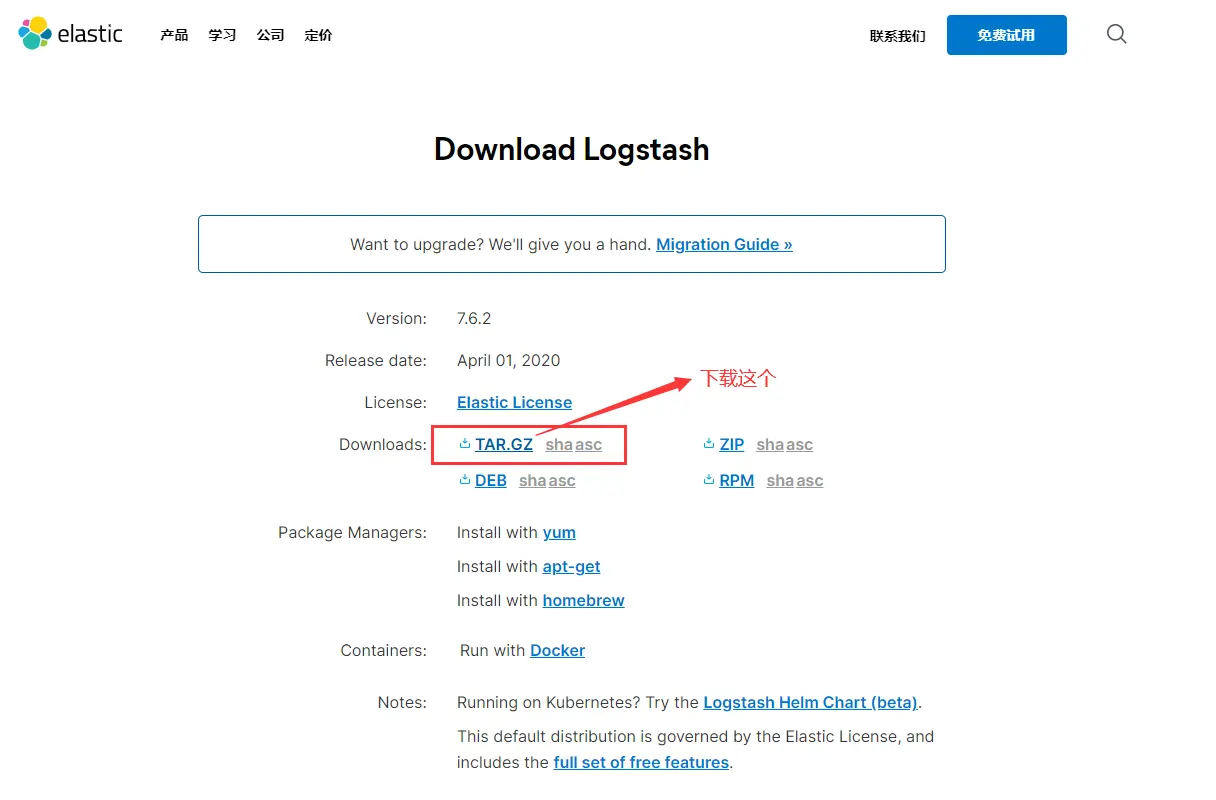 elastic 产品 学习 公司 定价 联系我们 免费试用
Download Logstash
Want to upgrade? We'll give you a hand. Migration Guide »
Version: 7.6.2
Release date: April 01, 2020
下载这个
License: Elastic License
Downloads: TAR.GZ sha asc ZIP sha asc
DEB sha asc RPM sha asc
Package Managers: Install with yum
Install with apt-get
Install with homebrew
Containers: Run with Docker
Notes: Running on Kubernetes? Try the Logstash Helm Chart (beta).
This default distribution is governed by the Elastic License, and
includes the full set of free features.